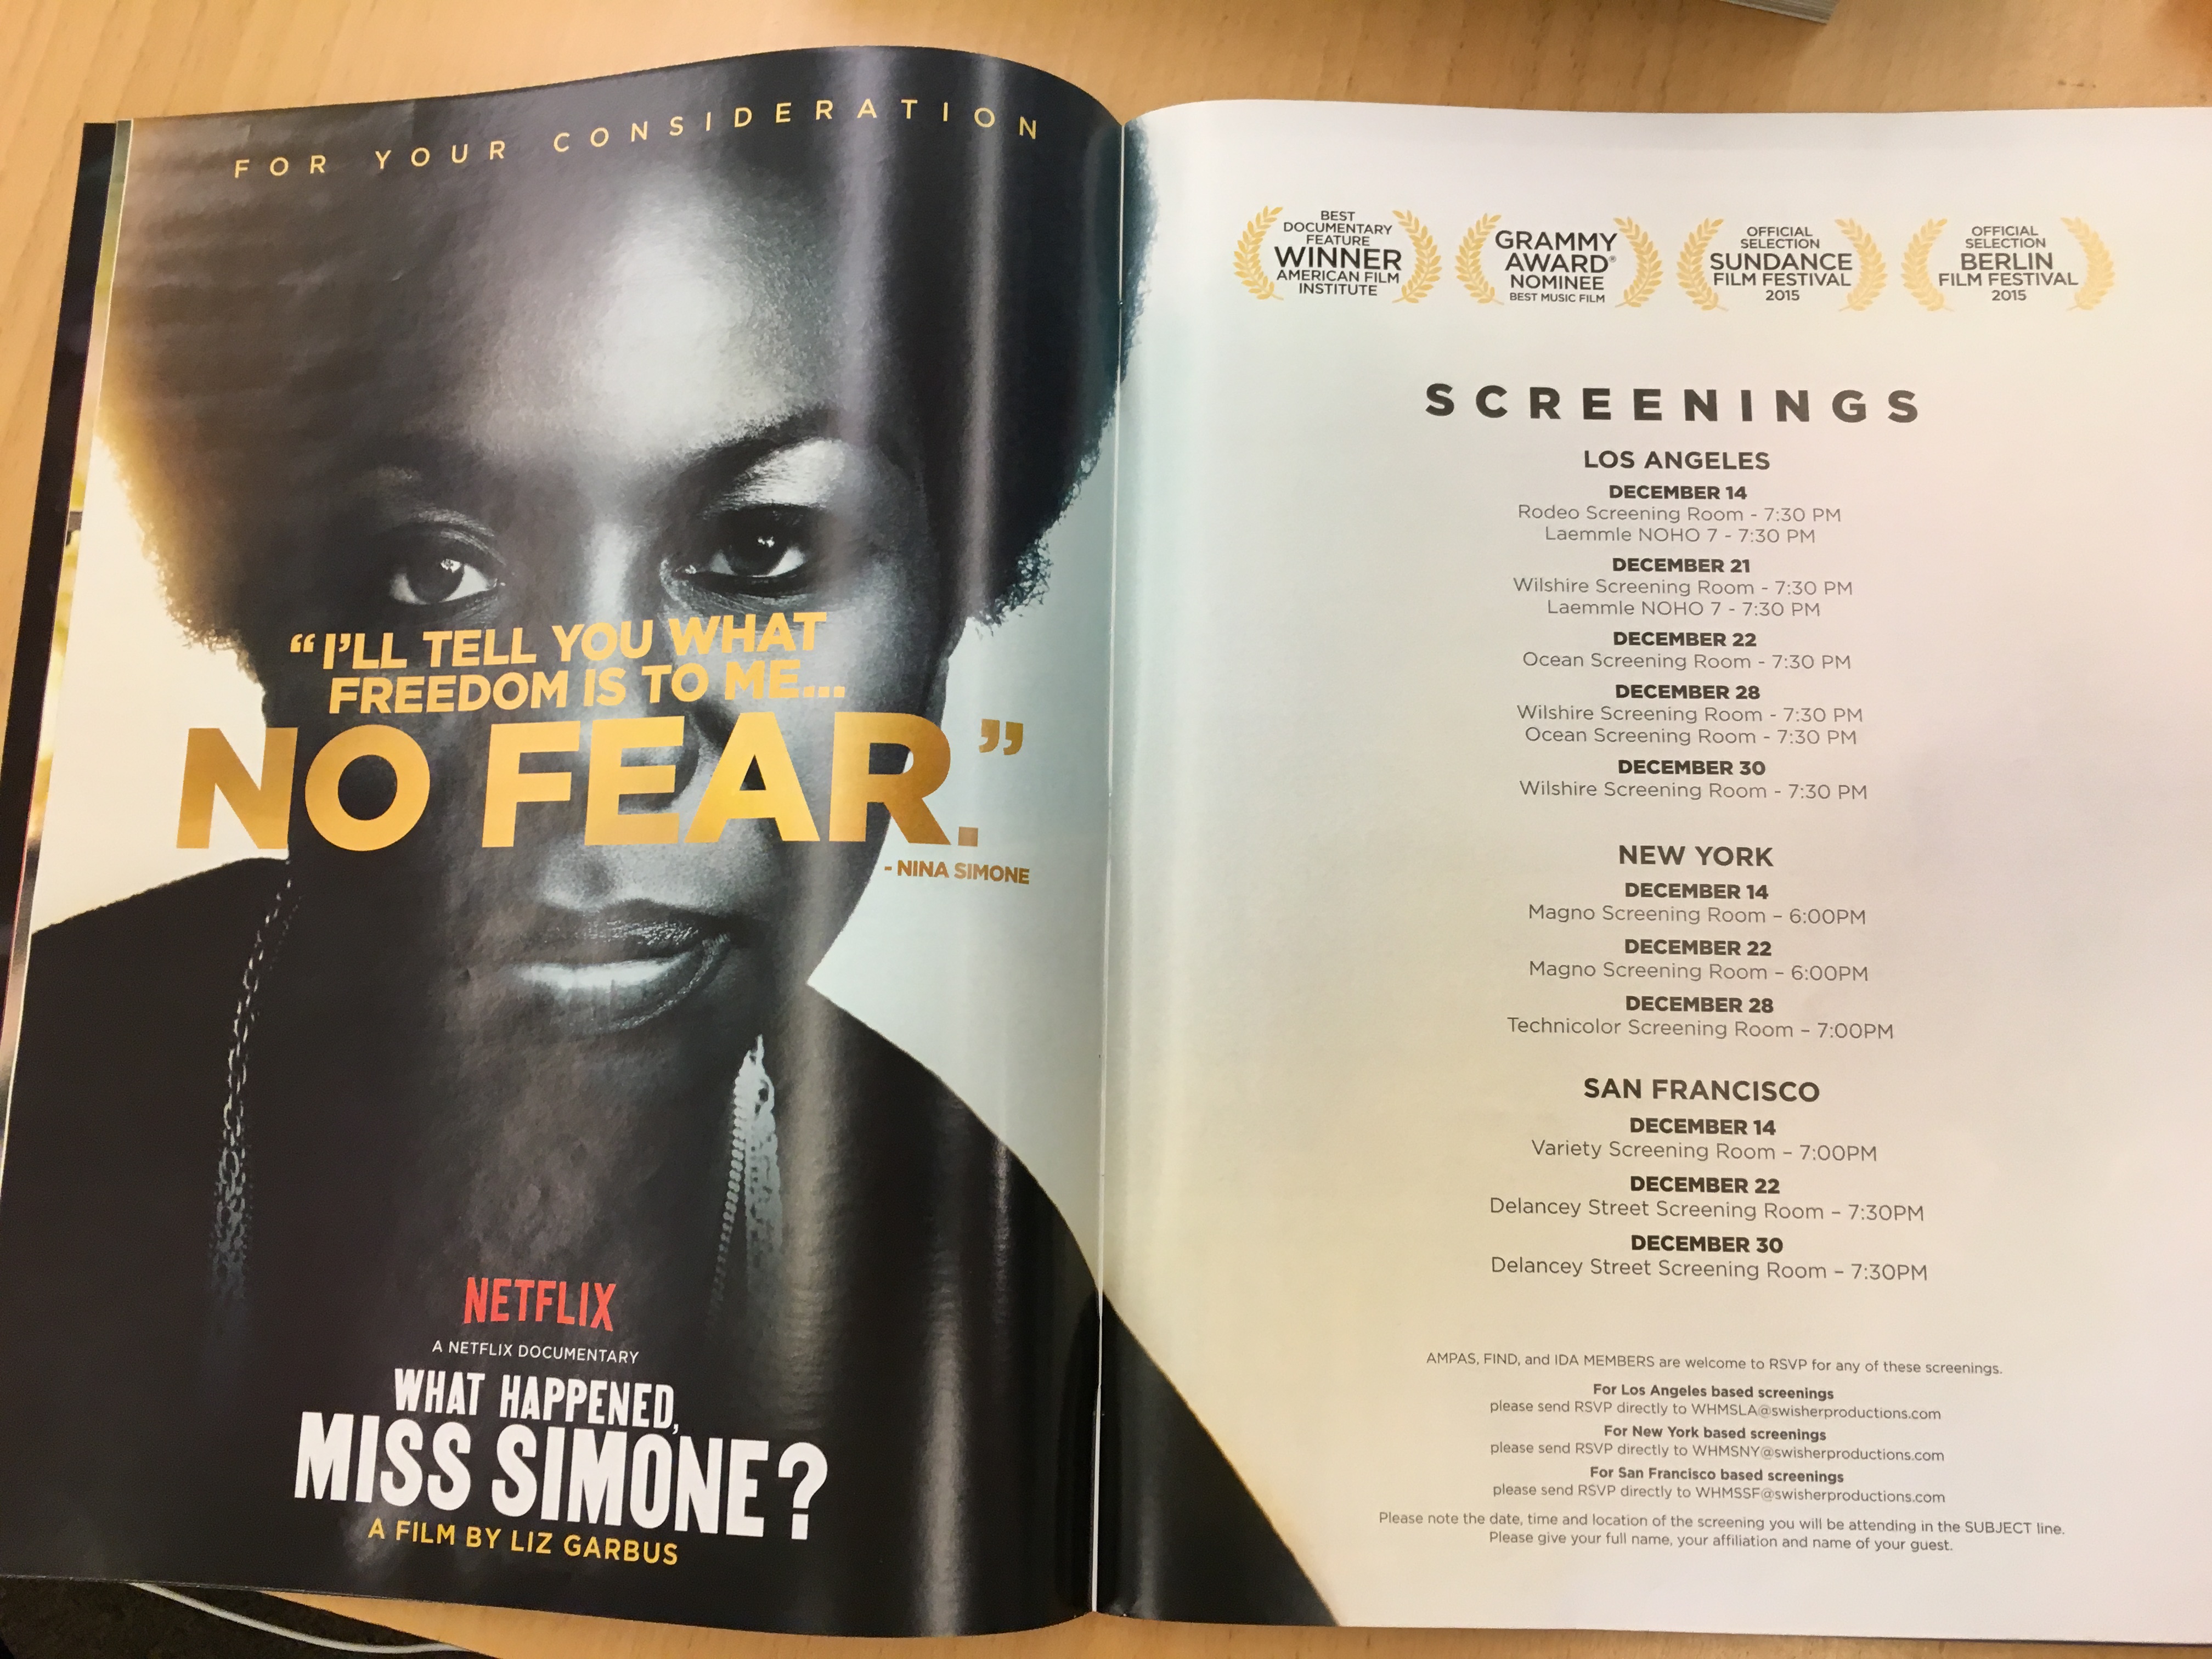 FOR YOUR CONSIDERATION
“I’LL TELL YOU WHAT
FREEDOM IS TO ME...
NO FEAR.”
- NINA SIMONE
NETFLIX
A NETFLIX DOCUMENTARY
WHAT HAPPENED,
MISS SIMONE?
A FILM BY LIZ GARBUS
BEST
DOCUMENTARY
FEATURE
WINNER
AMERICAN FILM
INSTITUTE
GRAMMY
AWARD®
NOMINEE
BEST MUSIC FILM
OFFICIAL
SELECTION
SUNDANCE
FILM FESTIVAL
2015
OFFICIAL
SELECTION
BERLIN
FILM FESTIVAL
2015
SCREENINGS
LOS ANGELES
DECEMBER 14
Rodeo Screening Room - 7:30 PM
Laemmle NOHO 7 - 7:30 PM
DECEMBER 21
Wilshire Screening Room - 7:30 PM
Laemmle NOHO 7 - 7:30 PM
DECEMBER 22
Ocean Screening Room - 7:30 PM
DECEMBER 28
Wilshire Screening Room - 7:30 PM
Ocean Screening Room - 7:30 PM
DECEMBER 30
Wilshire Screening Room - 7:30 PM
NEW YORK
DECEMBER 14
Magno Screening Room – 6:00PM
DECEMBER 22
Magno Screening Room – 6:00PM
DECEMBER 28
Technicolor Screening Room – 7:00PM
SAN FRANCISCO
DECEMBER 14
Variety Screening Room – 7:00PM
DECEMBER 22
Delancey Street Screening Room – 7:30PM
DECEMBER 30
Delancey Street Screening Room – 7:30PM
AMPAS, FIND, and IDA MEMBERS are welcome to RSVP for any of these screenings.
For Los Angeles based screenings
please send RSVP directly to WHMSLA@swisherproductions.com
For New York based screenings
please send RSVP directly to WHMSNY@swisherproductions.com
For San Francisco based screenings
please send RSVP directly to WHMSSF@swisherproductions.com
Please note the date, time and location of the screening you will be attending in the SUBJECT line.
Please give your full name, your affiliation and name of your guest.